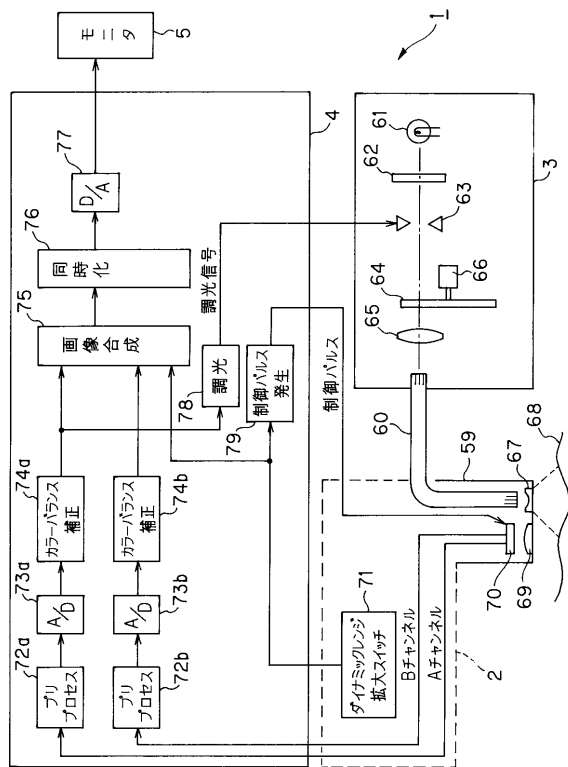 1
モニタ
5
4
77
D/A
76
同時化
75
画像合成
調光信号
78
調光
79
制御パルス
発生
制御パルス
74a
カラーバランス
補正
74b
カラーバランス
補正
73a
A/D
73b
A/D
72a
プリ
プロセス
72b
プリ
プロセス
61
62
63
3
64
66
65
60
59
67
68
69
70
71
ダイナミックレンジ
拡大スイッチ
Bチャンネル
Aチャンネル
2